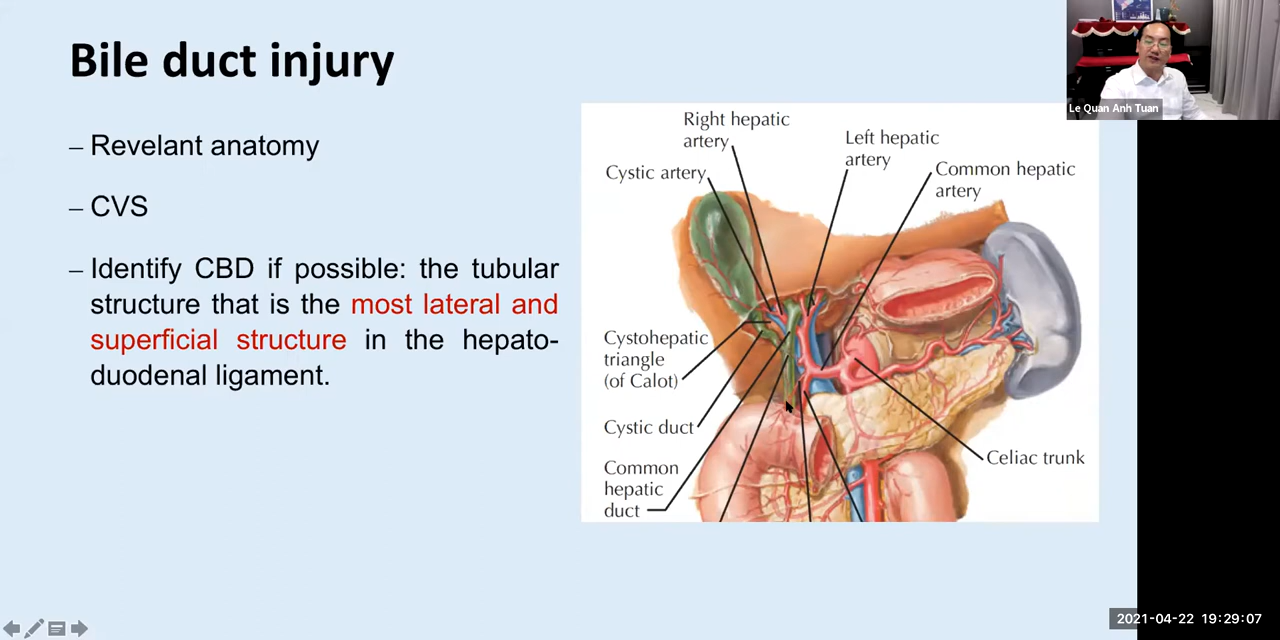 Bile duct injury
Le Quan Anh Tuan
– Revelant anatomy
– CVS
– Identify CBD if possible: the tubular
structure that is the most lateral and
superficial structure in the hepato-
duodenal ligament.
Right hepatic
artery
Left hepatic
artery
Cystic artery
Common hepatic
artery
Cystohepatic
triangle
(of Calot)
Cystic duct
Common
hepatic
duct
Celiac trunk
2021-04-22 19:29:07